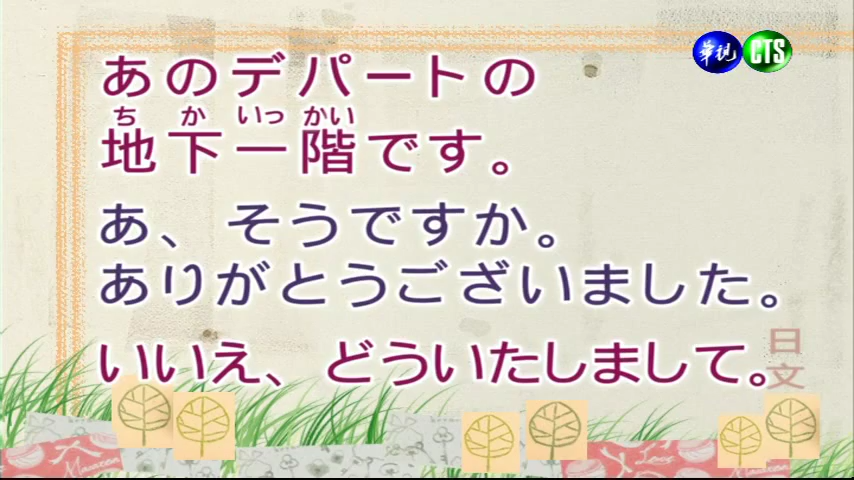 華視 CTS
あのデパートの
ち か いっ かい
地下一階です。
あ、そうですか。
ありがとうございました。
いいえ、どういたしまして。
日文